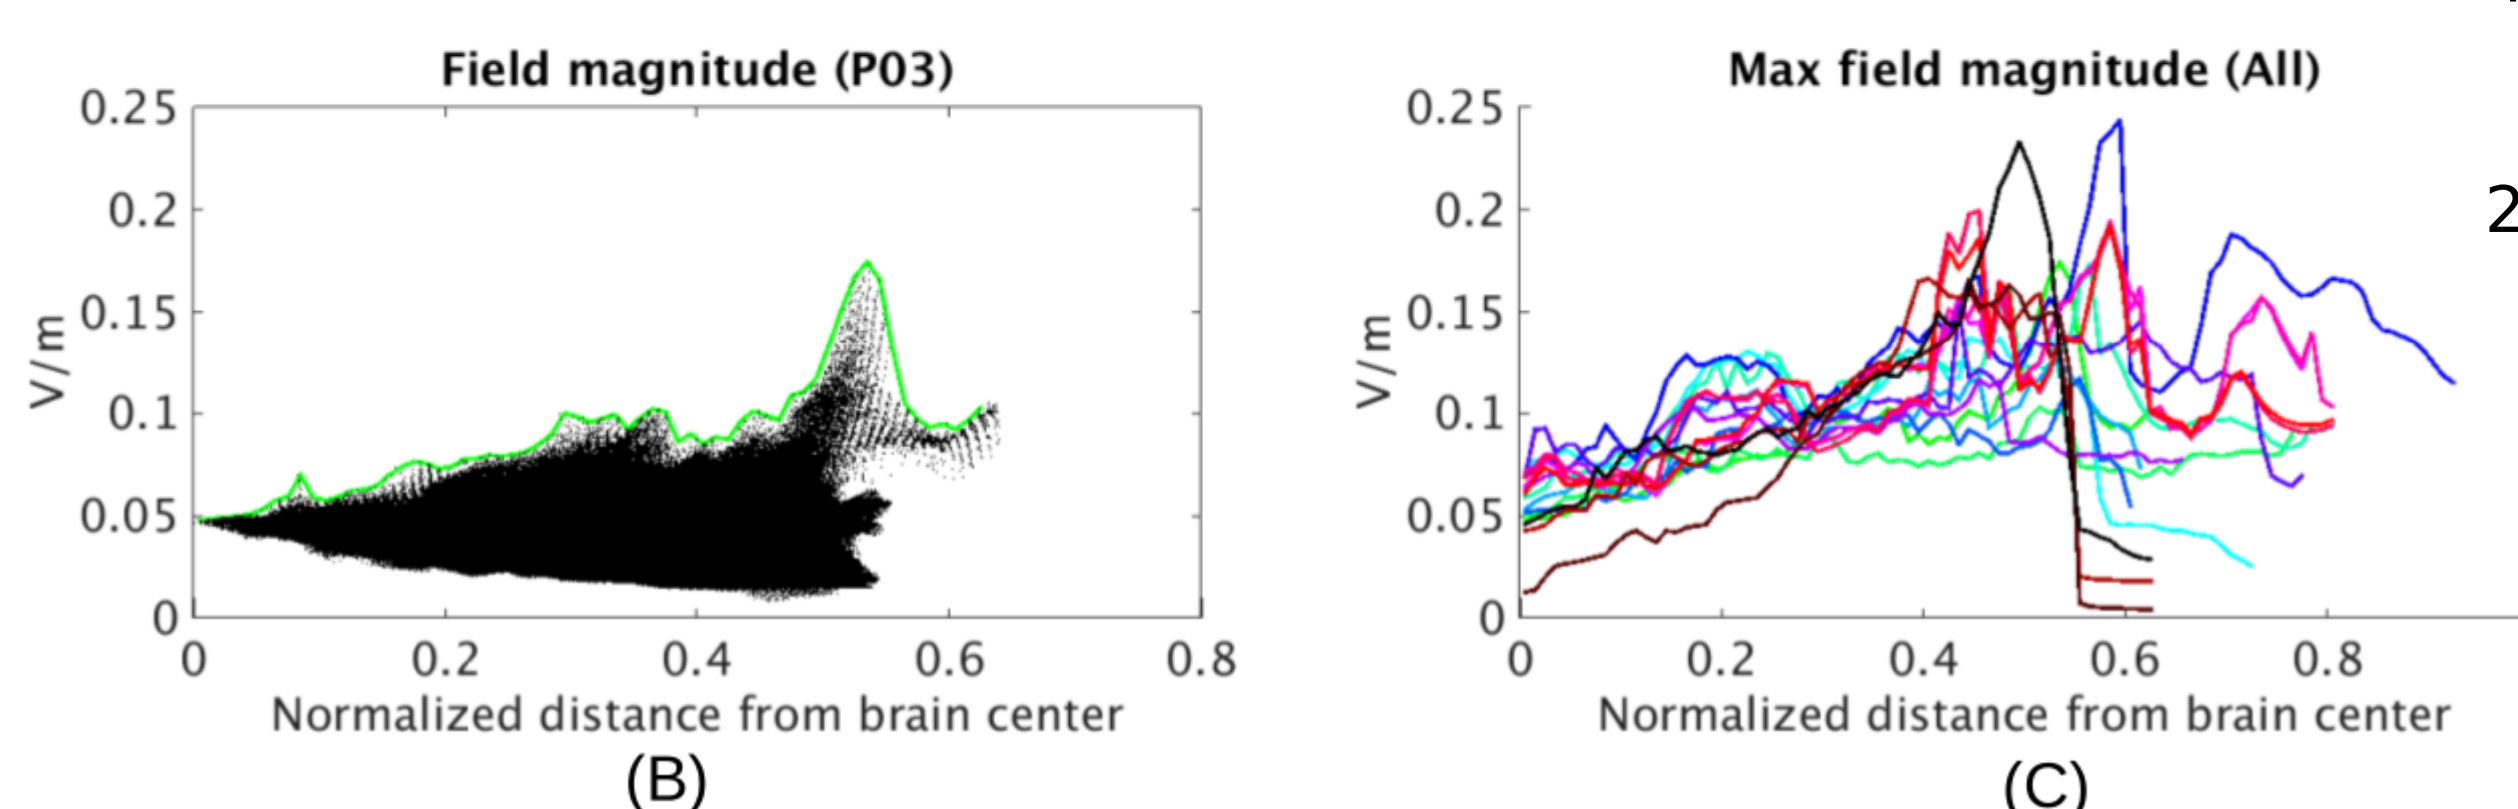 Field magnitude (P03)
0.25
0.2
0.15
0.1
0.05
0
V/m
0 0.2 0.4 0.6 0.8
Normalized distance from brain center
(B)
Max field magnitude (All)
0.25
0.2
0.15
0.1
0.05
0
V/m
0 0.2 0.4 0.6 0.8
Normalized distance from brain center
(C)
2